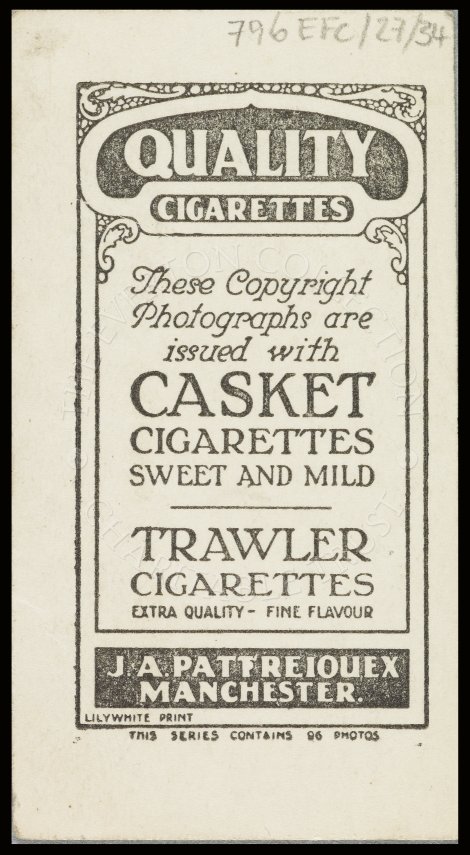 796 EFC/27/34
QUALITY
CIGARETTES
These Copyright
Photographs are
issued with
CASKET
CIGARETTES
SWEET AND MILD
TRAWLER
CIGARETTES
EXTRA QUALITY - FINE FLAVOUR
J. A. PATTREIOUEX
MANCHESTER.
LILYWHITE PRINT
THIS SERIES CONTAINS 96 PHOTOS